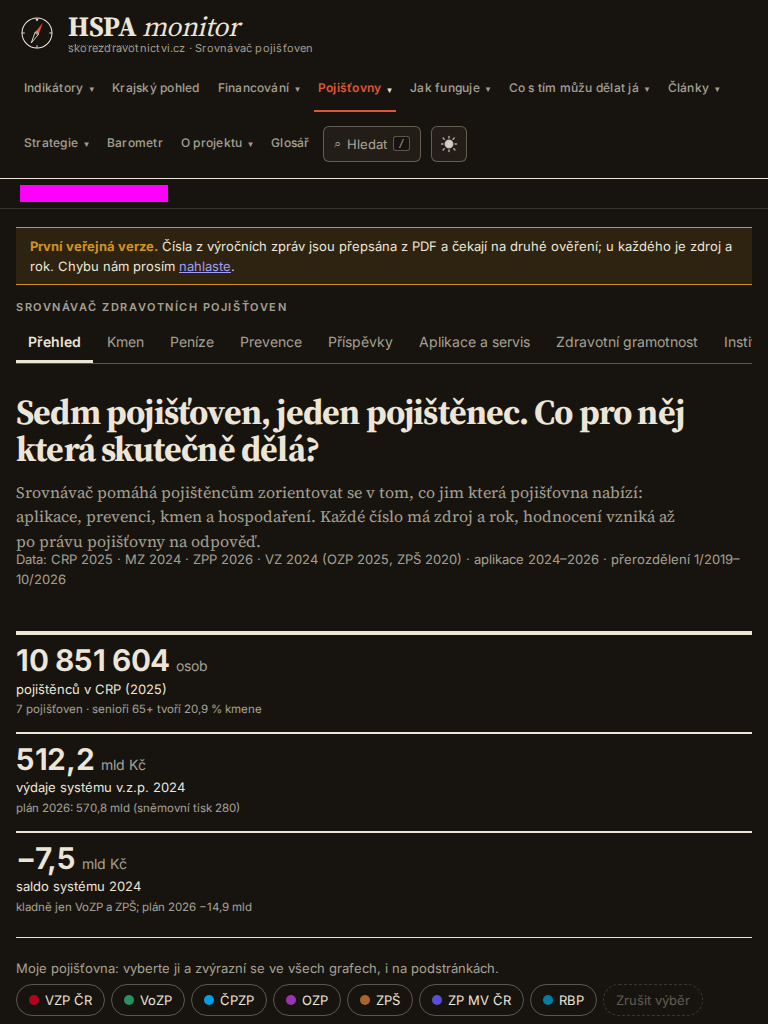 HSPA monitor
skorezdravotnictvi.cz · Srovnávač pojišťoven
Indikátory ▾ Krajský pohled Financování ▾ Pojišťovny ▾ Jak funguje ▾ Co s tím můžu dělat já ▾ Články ▾
Strategie ▾ Barometr O projektu ▾ Glosář Hledat /
První veřejná verze. Čísla z výročních zpráv jsou přepsána z PDF a čekají na druhé ověření; u každého je zdroj a
rok. Chybu nám prosím nahlaste.
SROVNÁVAČ ZDRAVOTNÍCH POJIŠŤOVEN
Přehled Kmen Peníze Prevence Příspěvky Aplikace a servis Zdravotní gramotnost Insti
Sedm pojišťoven, jeden pojištěnec. Co pro něj
která skutečně dělá?
Srovnávač pomáhá pojištěncům zorientovat se v tom, co jim která pojišťovna nabízí:
aplikace, prevenci, kmen a hospodaření. Každé číslo má zdroj a rok, hodnocení vzniká až
po právu pojišťovny na odpověď.
Data: CRP 2025 · MZ 2024 · ZPP 2026 · VZ 2024 (OZP 2025, ZPŠ 2020) · aplikace 2024–2026 · přerozdělení 1/2019–
10/2026
10 851 604 osob
pojištěnců v CRP (2025)
7 pojišťoven · senioři 65+ tvoří 20,9 % kmene
512,2 mld Kč
výdaje systému v.z.p. 2024
plán 2026: 570,8 mld (sněmovní tisk 280)
−7,5 mld Kč
saldo systému 2024
kladně jen VoZP a ZPŠ; plán 2026 −14,9 mld
Moje pojišťovna: vyberte ji a zvýrazní se ve všech grafech, i na podstránkách.
VZP ČR VoZP ČPZP OZP ZPŠ ZP MV ČR RBP Zrušit výběr